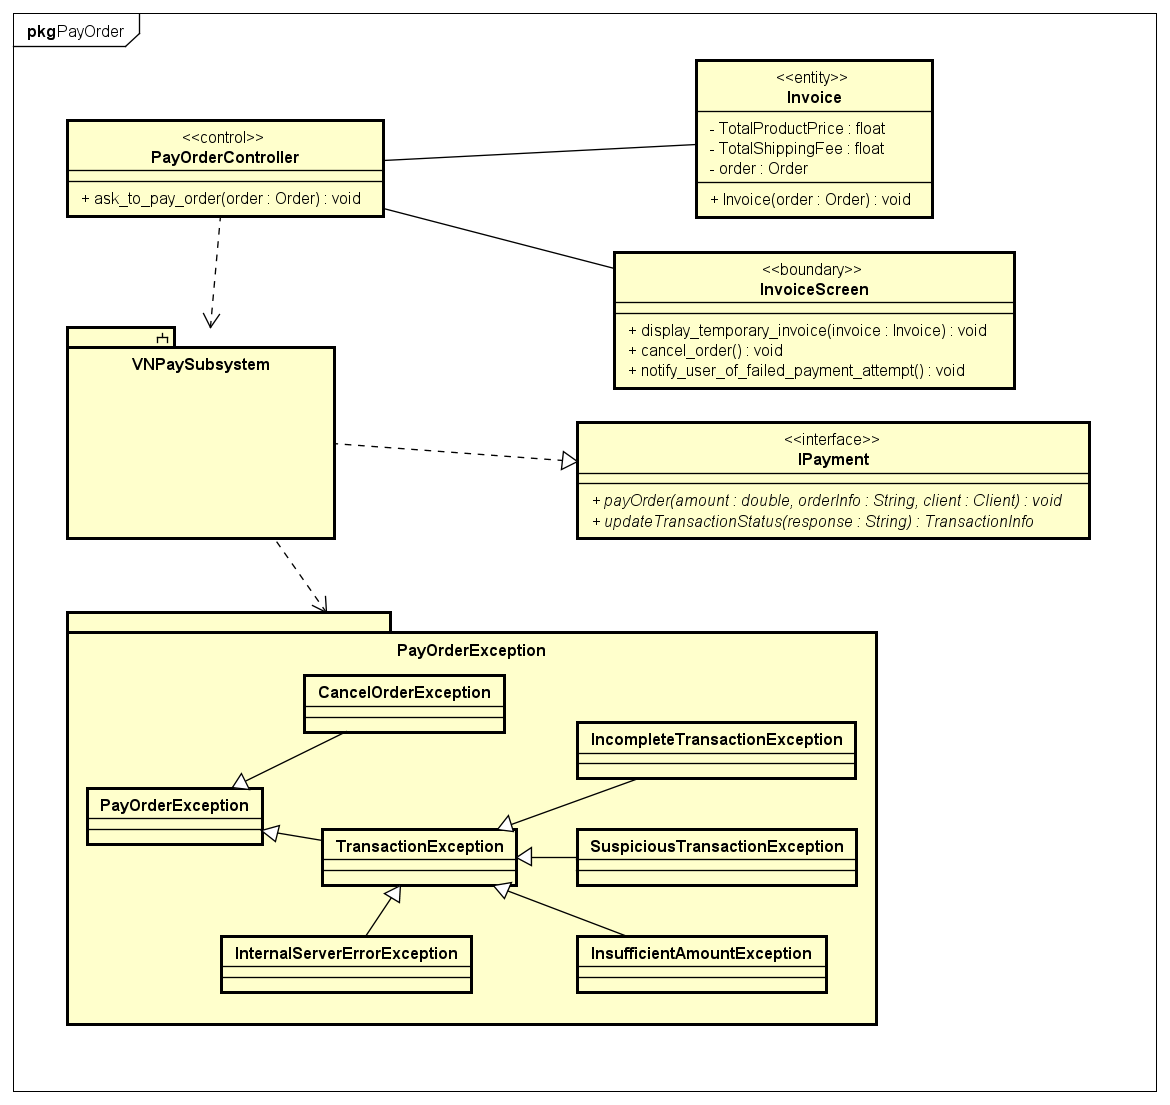 pkg PayOrder
<<control>>
PayOrderController
+ ask_to_pay_order(order : Order) : void
<<entity>>
Invoice
- TotalProductPrice : float
- TotalShippingFee : float
- order : Order
+ Invoice(order : Order) : void
<<boundary>>
InvoiceScreen
+ display_temporary_invoice(invoice : Invoice) : void
+ cancel_order() : void
+ notify_user_of_failed_payment_attempt() : void
VNPaySubsystem
<<interface>>
IPayment
+ payOrder(amount : double, orderInfo : String, client : Client) : void
+ updateTransactionStatus(response : String) : TransactionInfo
PayOrderException
CancelOrderException
IncompleteTransactionException
PayOrderException
TransactionException
SuspiciousTransactionException
InternalServerErrorException
InsufficientAmountException